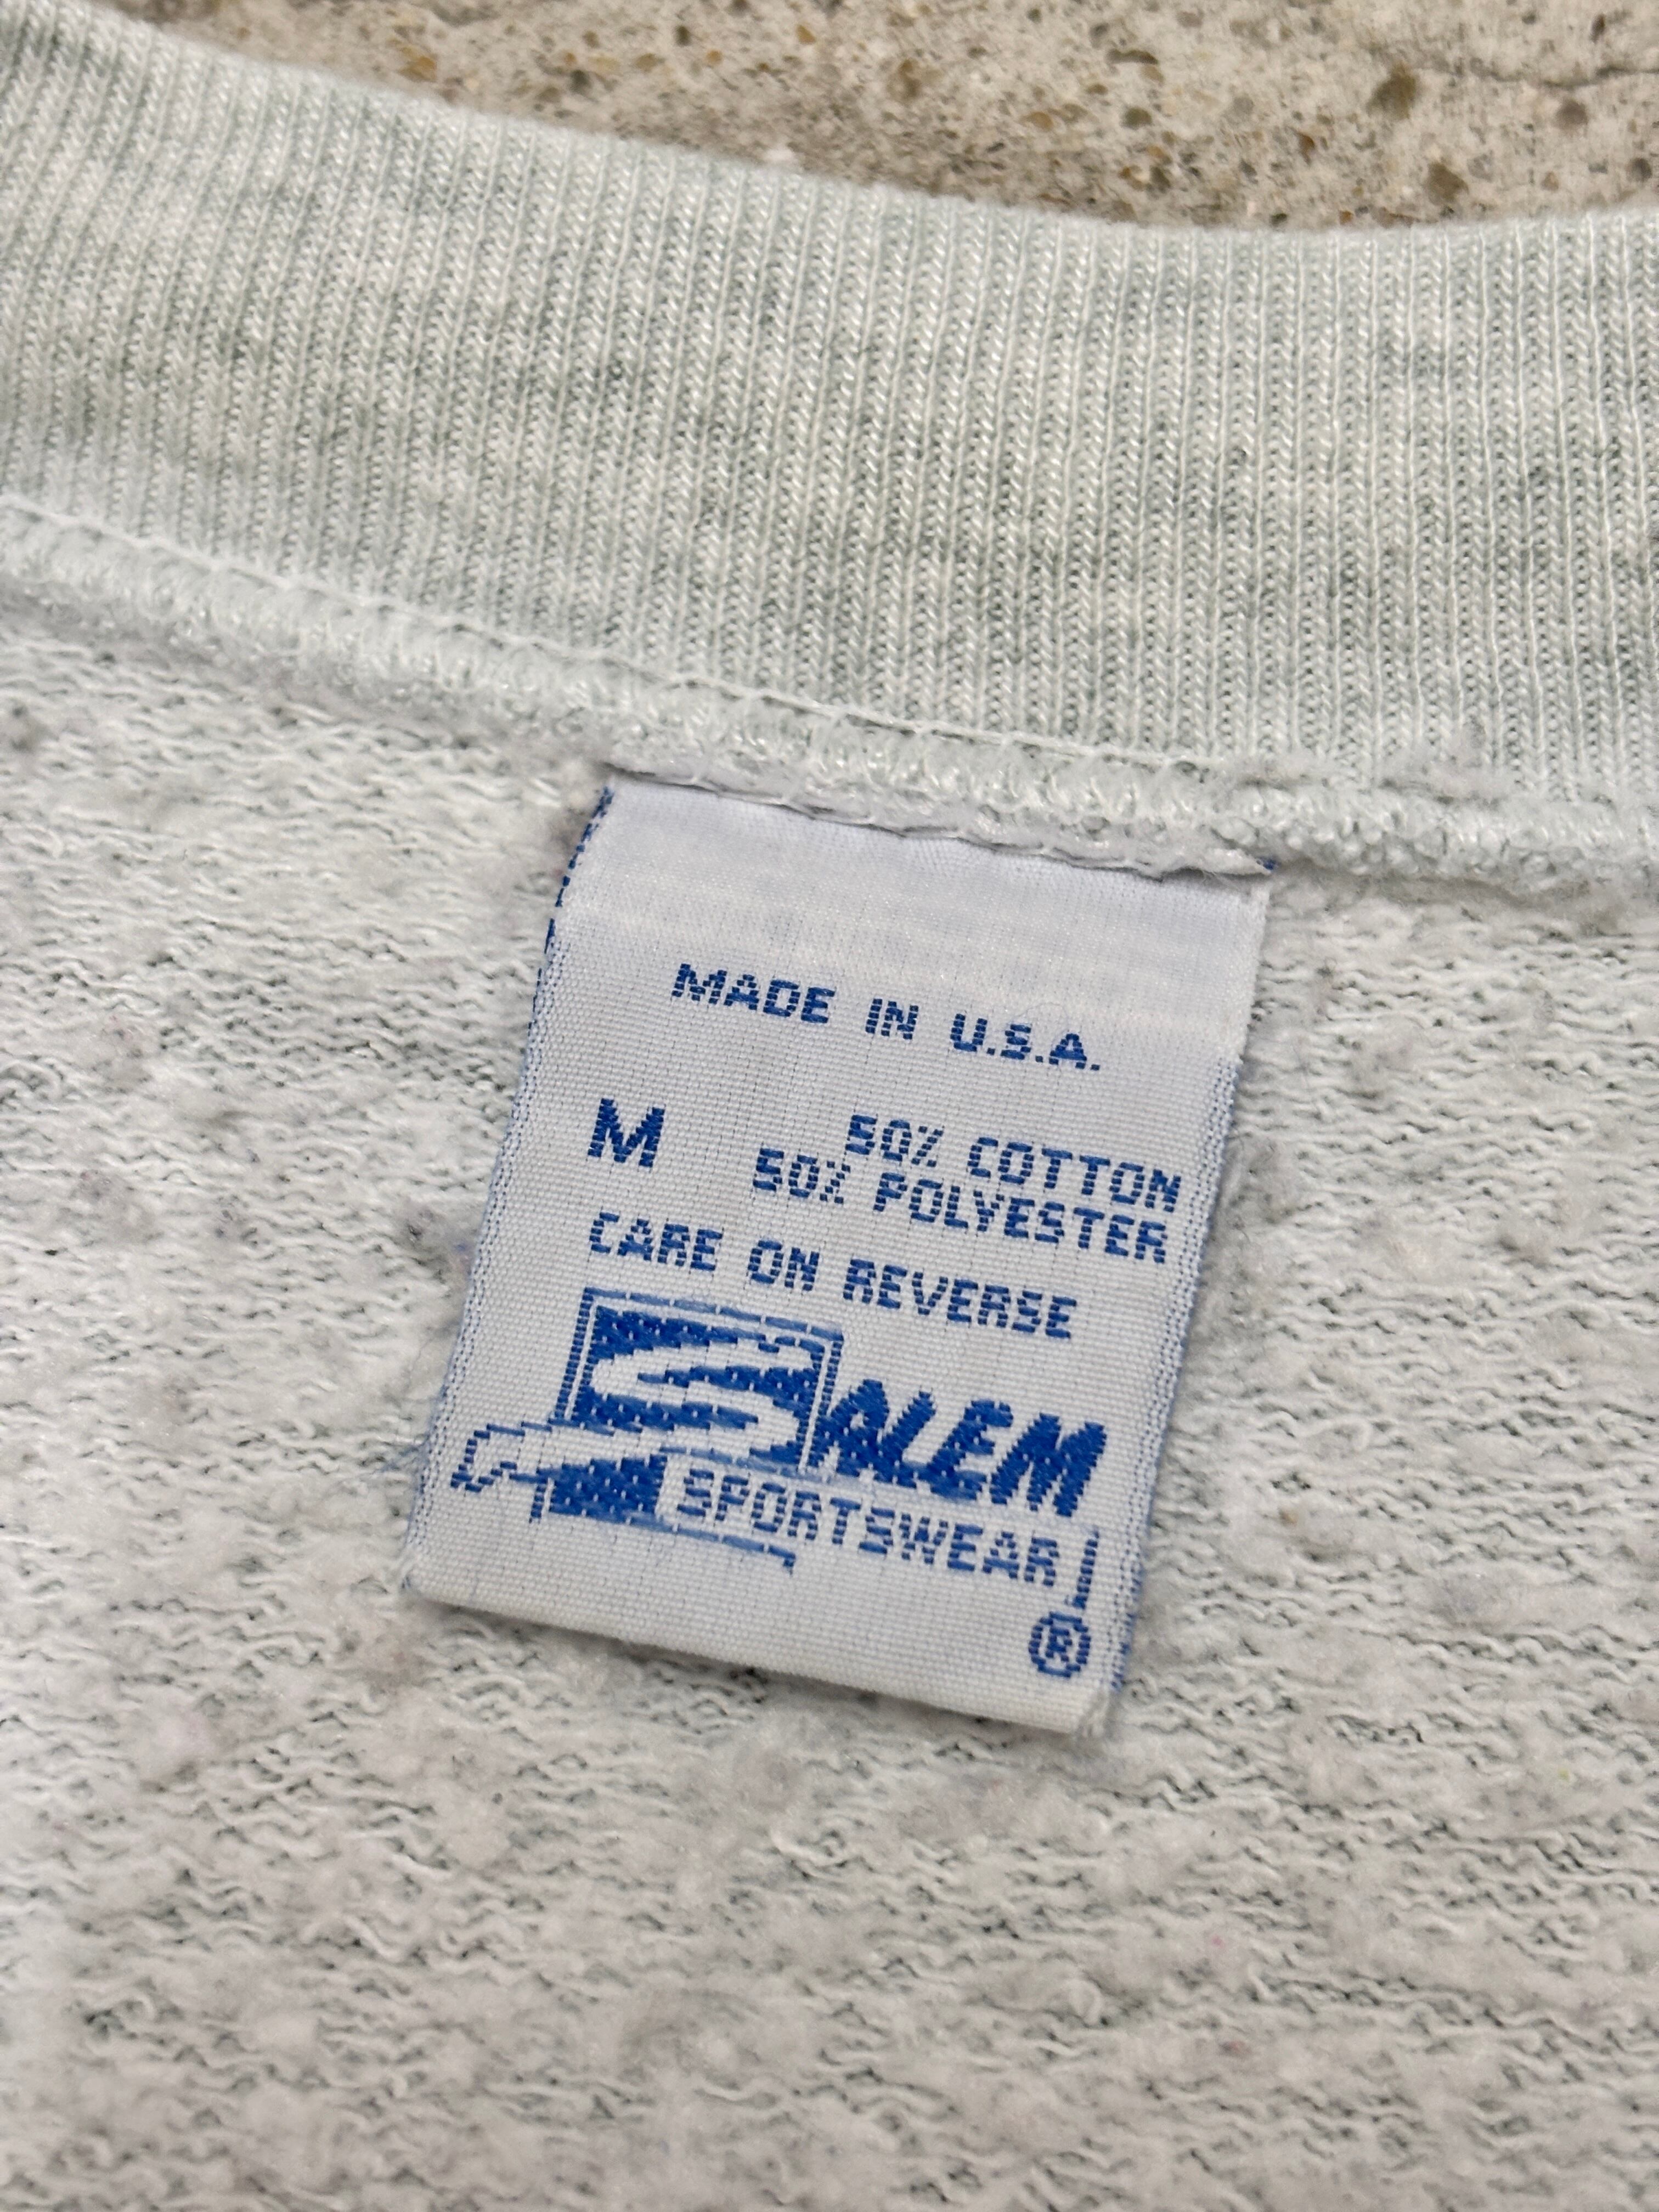 MADE IN U.S.A.
M 50% COTTON
50% POLYESTER
CARE ON REVERSE
SALEM
SPORTSWEAR
®